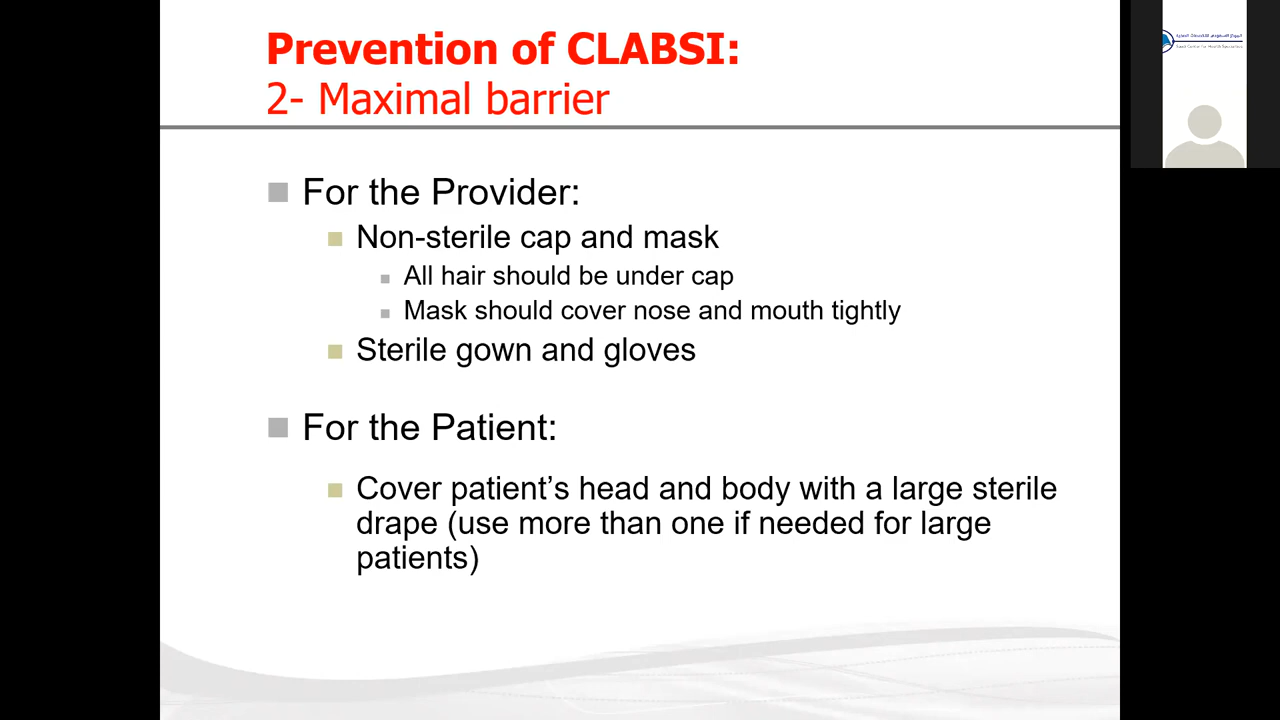 Prevention of CLABSI:
2- Maximal barrier
For the Provider:
Non-sterile cap and mask
All hair should be under cap
Mask should cover nose and mouth tightly
Sterile gown and gloves
For the Patient:
Cover patient’s head and body with a large sterile
drape (use more than one if needed for large
patients)